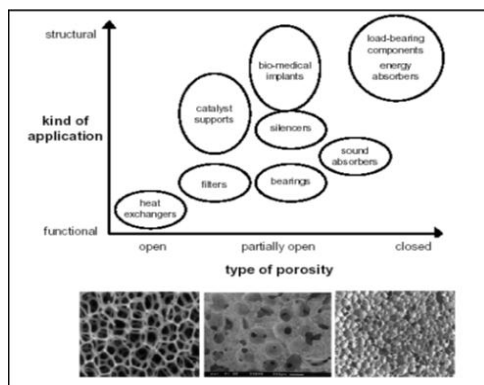 structural
load-bearing
components
energy
absorbers
bio-medical
implants
kind of
application
catalyst
supports
silencers
sound
absorbers
filters
bearings
heat
exchangers
functional
open
partially open
closed
type of porosity